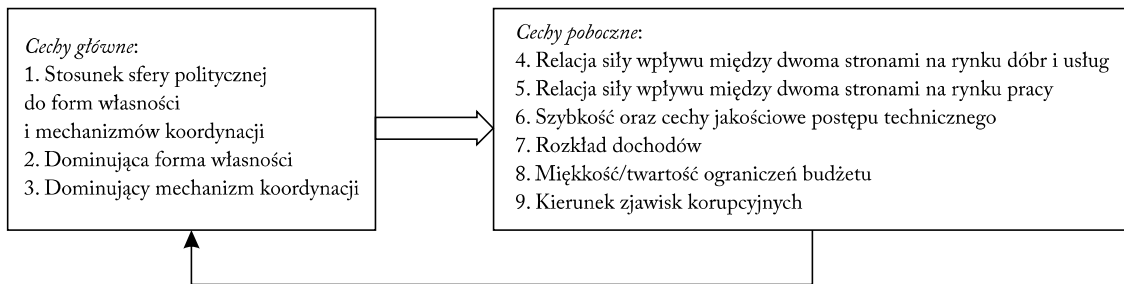 Cechy główne:
1. Stosunek sfery politycznej
do form własności
i mechanizmów koordynacji
2. Dominująca forma własności
3. Dominujący mechanizm koordynacji
Cechy poboczne:
4. Relacja siły wpływu między dwoma stronami na rynku dóbr i usług
5. Relacja siły wpływu między dwoma stronami na rynku pracy
6. Szybkość oraz cechy jakościowe postępu technicznego
7. Rozkład dochodów
8. Miękkość/twartość ograniczeń budżetu
9. Kierunek zjawisk korupcyjnych